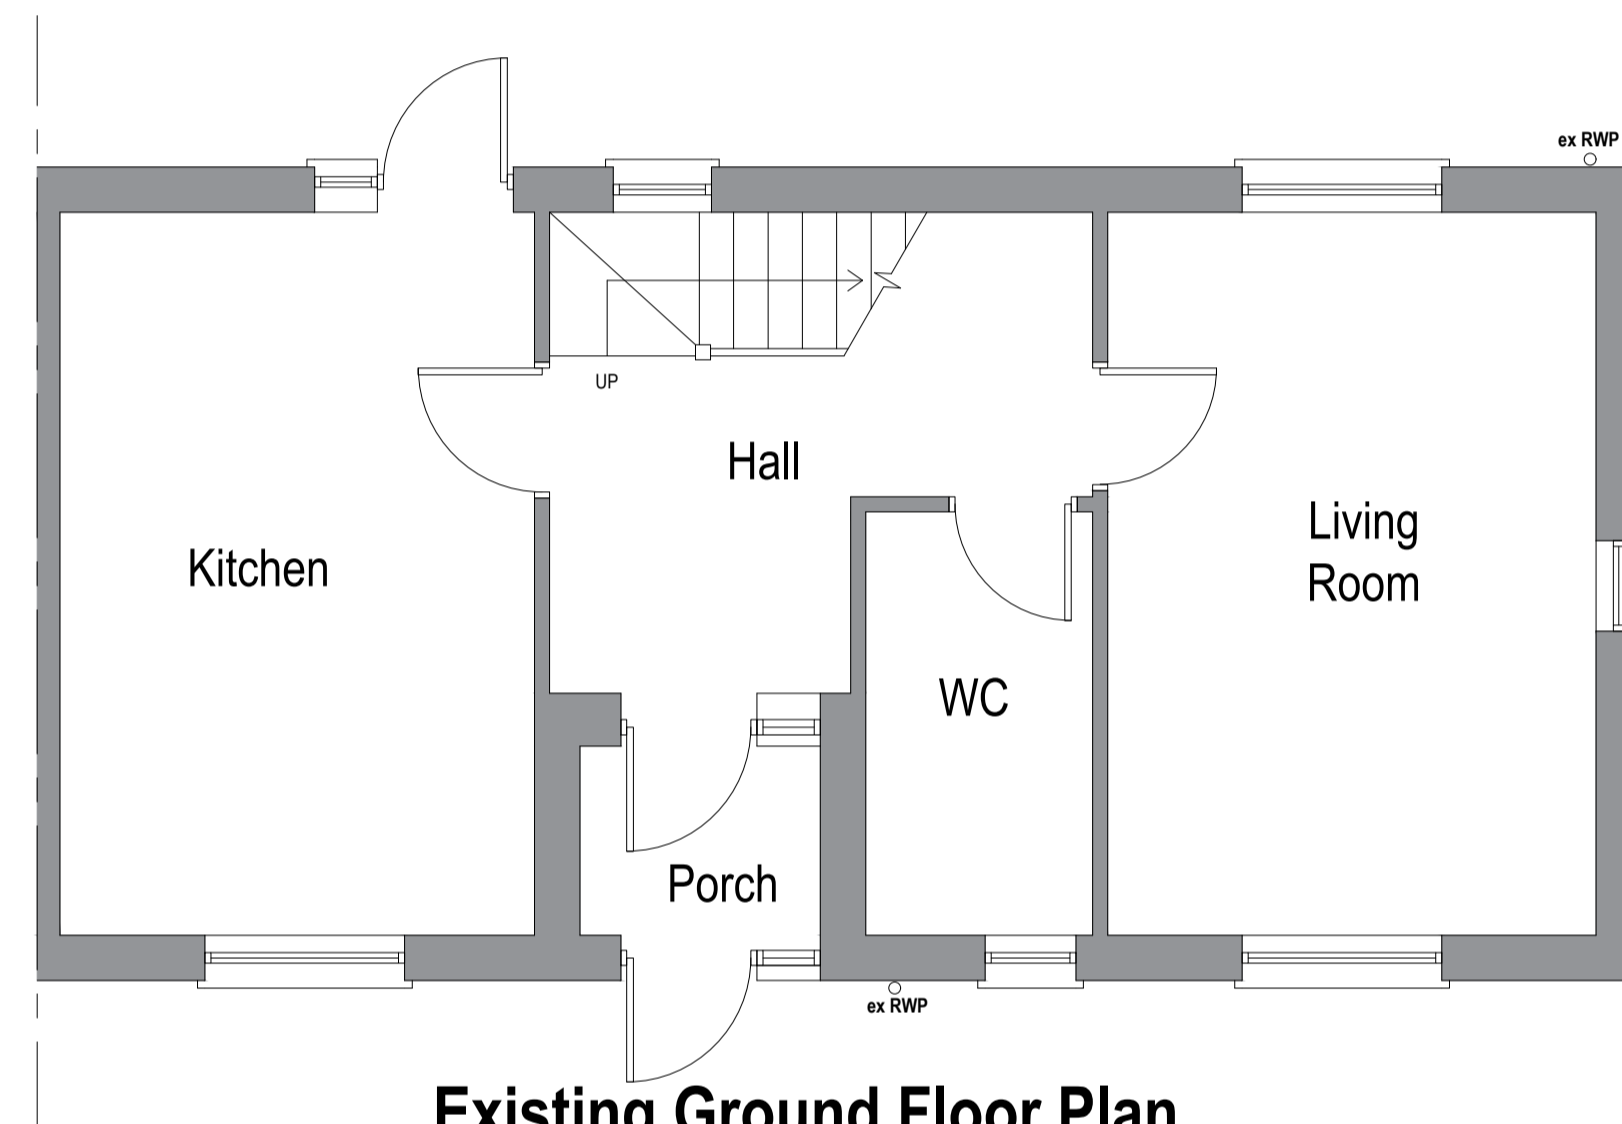 ex RWP
UP
Hall
Living
Room
Kitchen
WC
Porch
ex RWP
Existing Ground Floor Plan